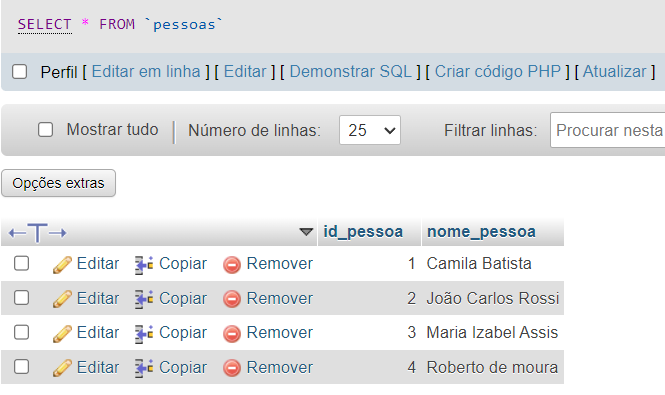 SELECT * FROM `pessoas`
Perfil [ Editar em linha ] [ Editar ] [ Demonstrar SQL ] [ Criar código PHP ] [ Atualizar ]
Mostrar tudo | Número de linhas: 25 Filtrar linhas: Procurar nesta
Opções extras
←T→ id_pessoa nome_pessoa
Editar Copiar Remover 1 Camila Batista
Editar Copiar Remover 2 João Carlos Rossi
Editar Copiar Remover 3 Maria Izabel Assis
Editar Copiar Remover 4 Roberto de moura